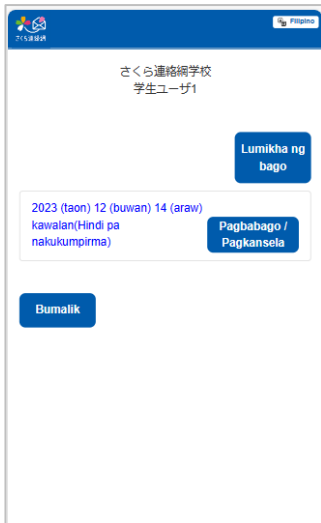 さくら連絡網
Filipino
さくら連絡網学校
学生ユーザ1
Lumikha ng
bago
2023 (taon) 12 (buwan) 14 (araw)
kawalan(Hindi pa
nakukumpirma)
Pagbabago /
Pagkansela
Bumalik